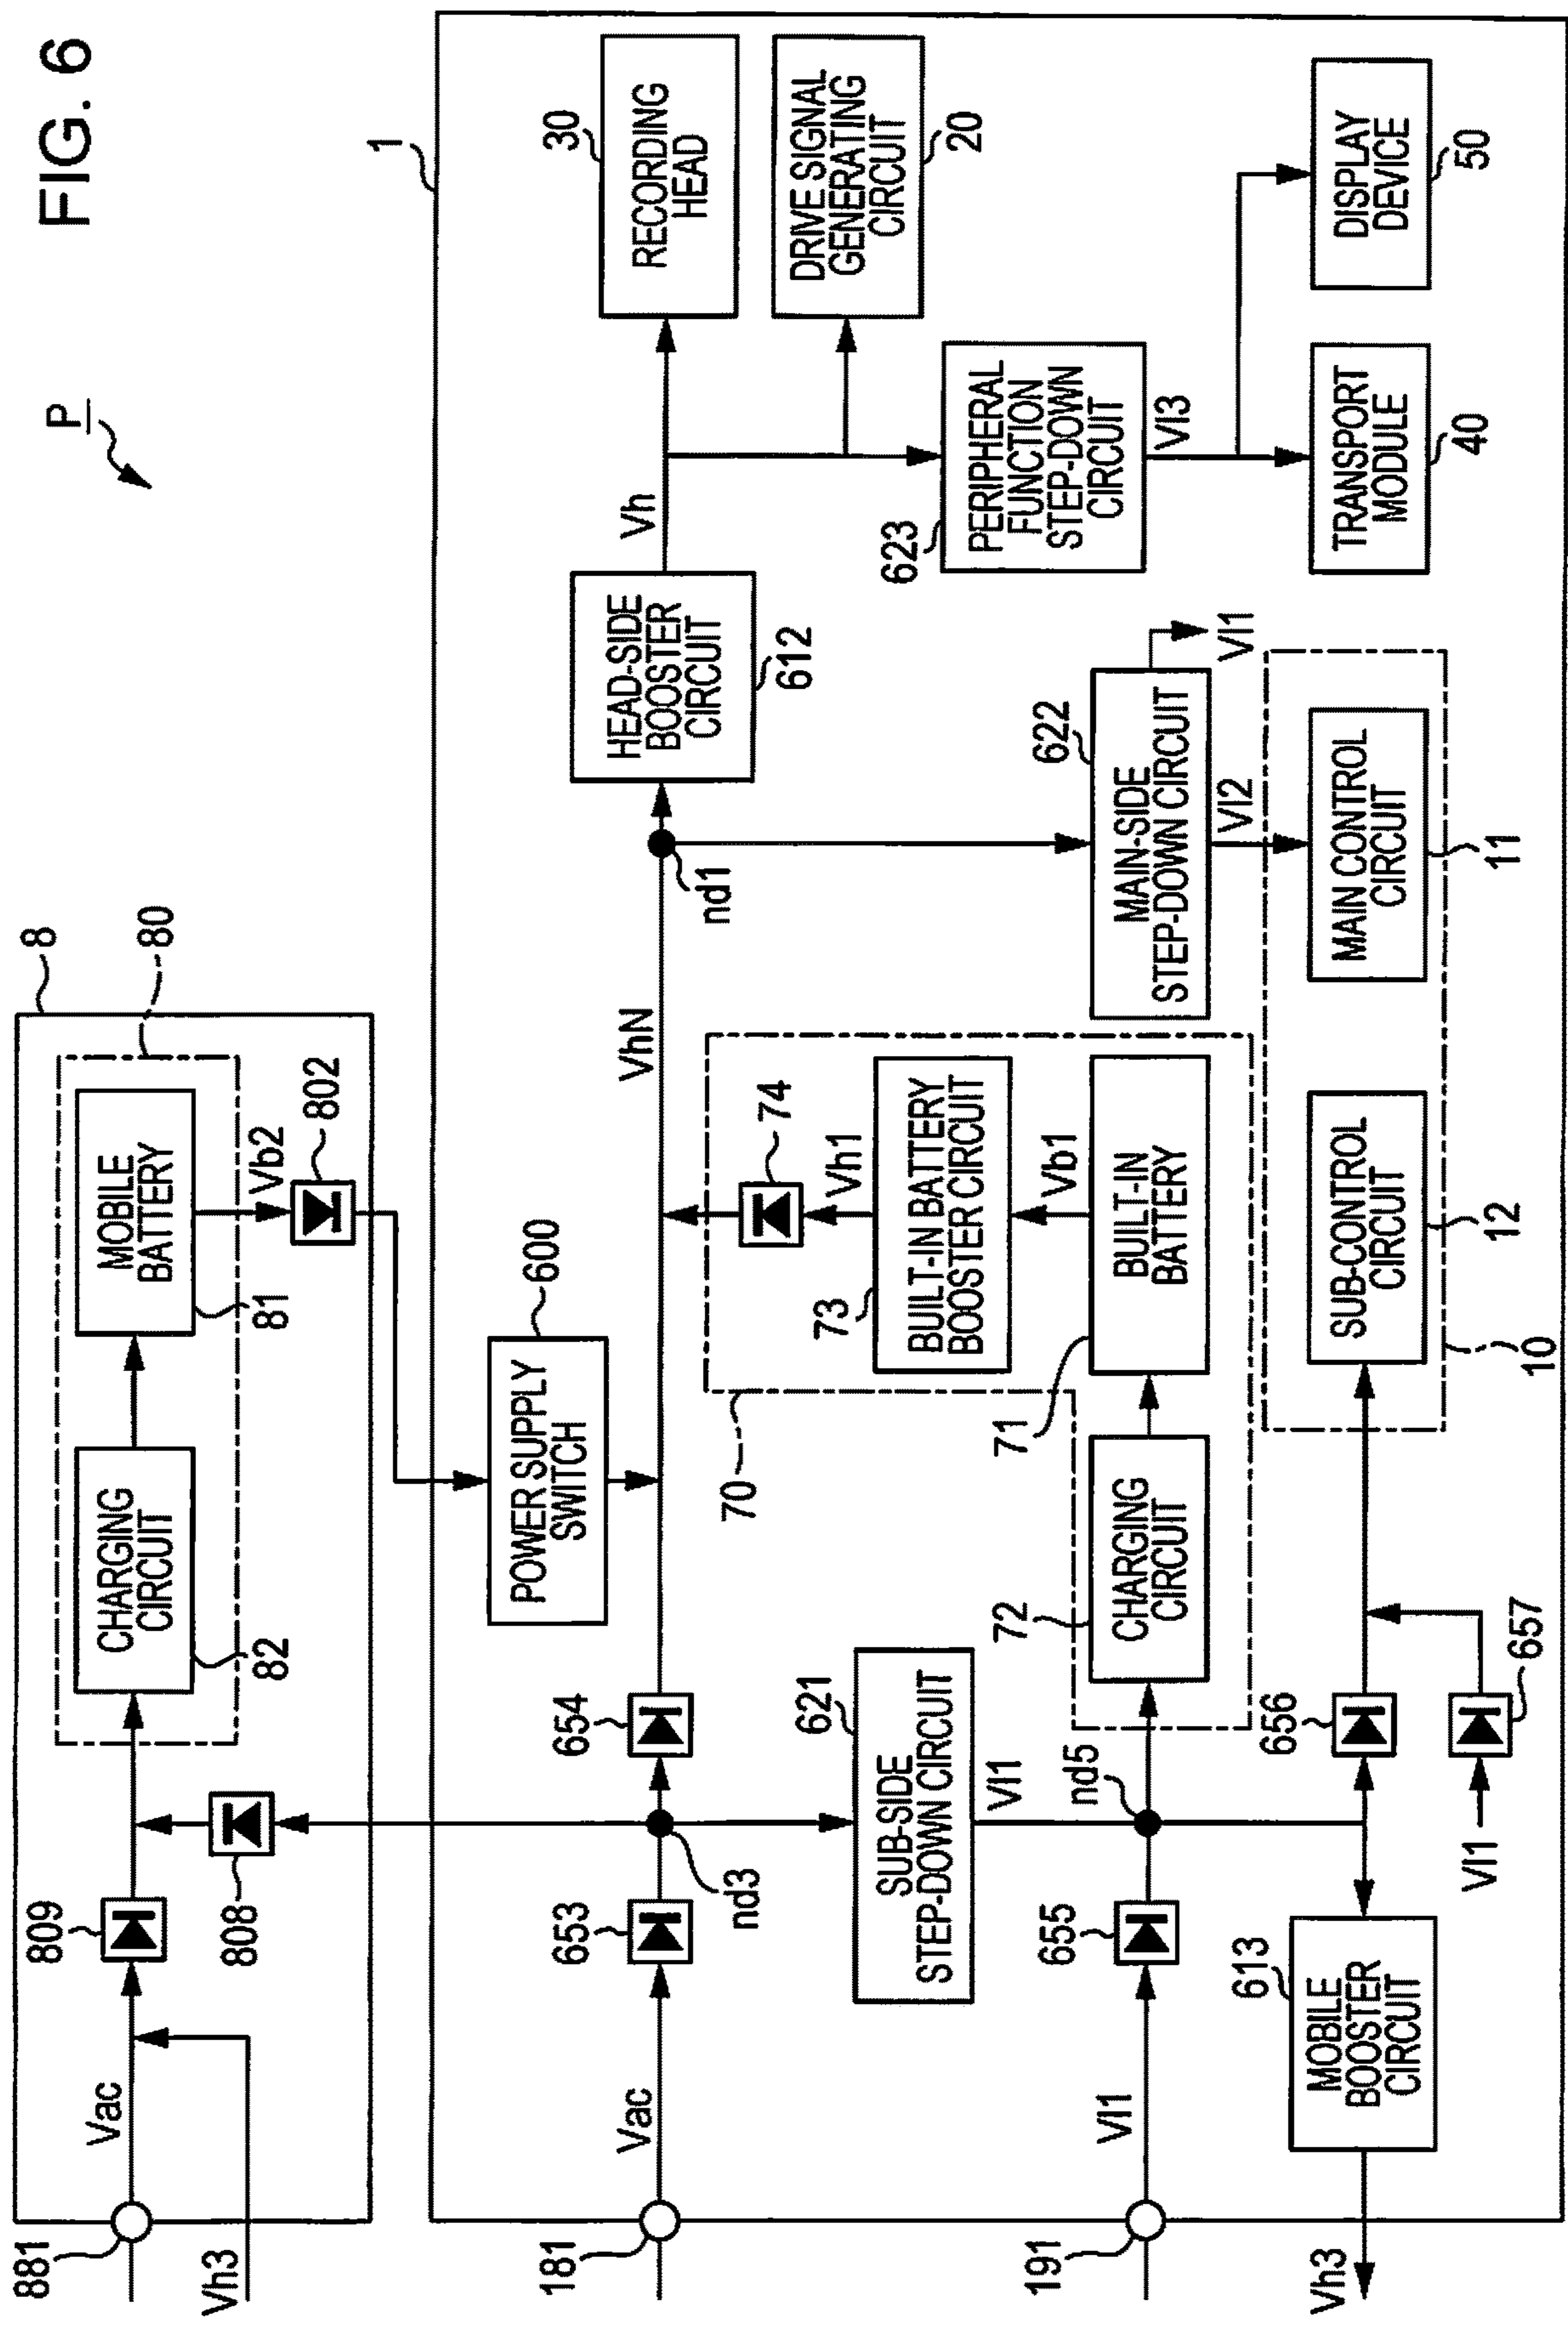 FIG. 6
P
8
80
881
Vac
Vh3
809
808
CHARGING
CIRCUIT
82
MOBILE
BATTERY
81
Vb2
802
1
181
Vac
653
nd3
654
POWER SUPPLY
SWITCH
600
VhN
nd1
HEAD-SIDE
BOOSTER
CIRCUIT
612
Vh
RECORDING
HEAD
30
DRIVE SIGNAL
GENERATING
CIRCUIT
20
PERIPHERAL
FUNCTION
STEP-DOWN
CIRCUIT
623
Vl3
TRANSPORT
MODULE
40
DISPLAY
DEVICE
50
SUB-SIDE
STEP-DOWN CIRCUIT
621
Vl1
nd5
70
74
Vh1
BUILT-IN BATTERY
BOOSTER CIRCUIT
73
Vb1
BUILT-IN
BATTERY
71
CHARGING
CIRCUIT
72
MAIN-SIDE
STEP-DOWN CIRCUIT
622
Vl1
Vl2
191
Vl1
655
656
657
Vl1
MOBILE
BOOSTER
CIRCUIT
613
Vh3
SUB-CONTROL
CIRCUIT
12
MAIN CONTROL
CIRCUIT
11
10